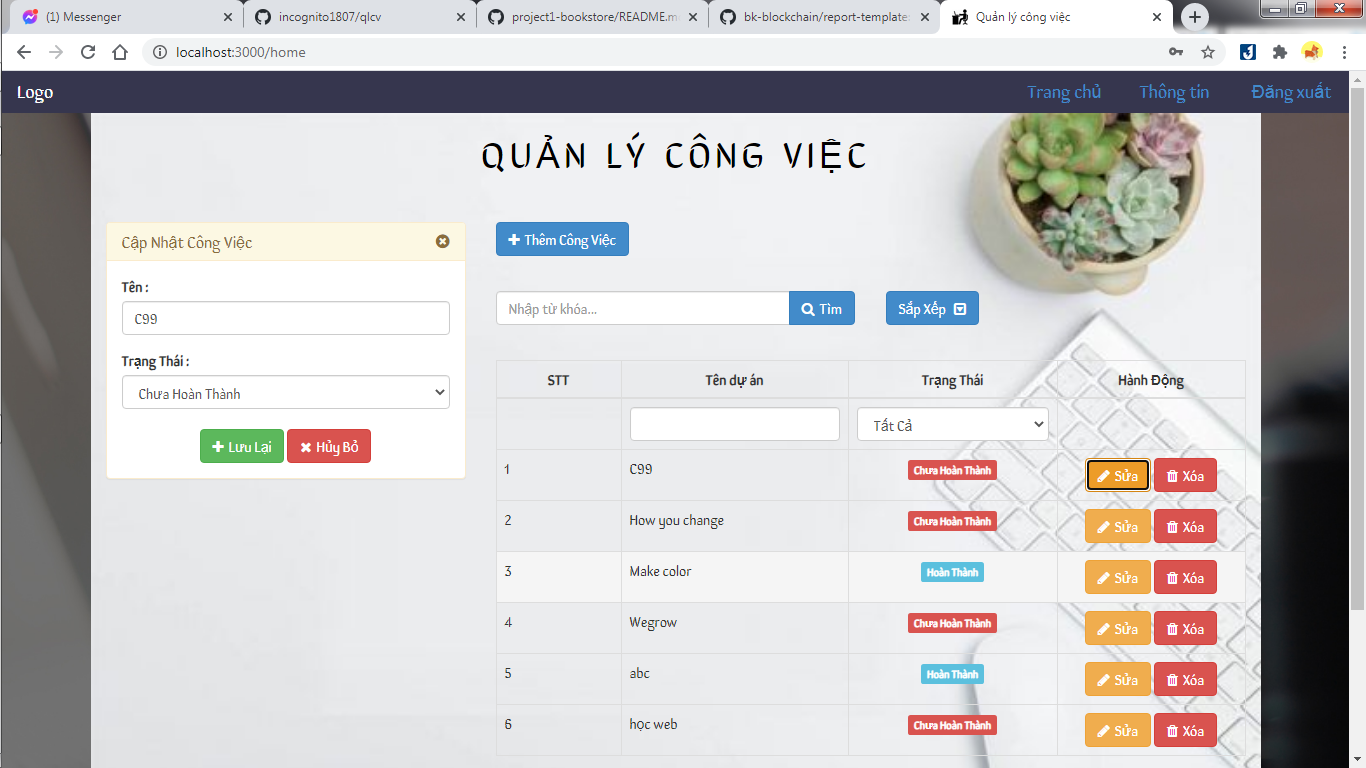 (1) Messenger
incognito1807/qlcv
project1-bookstore/README.m
bk-blockchain/report-template
Quản lý công việc
localhost:3000/home
Logo
Trang chủ
Thông tin
Đăng xuất
QUẢN LÝ CÔNG VIỆC
Cập Nhật Công Việc
Tên :
C99
Trạng Thái :
Chưa Hoàn Thành
Lưu Lại
Hủy Bỏ
Thêm Công Việc
Nhập từ khóa...
Tìm
Sắp Xếp
STT Tên dự án Trạng Thái Hành Động
Tất Cả
1 C99 Chưa Hoàn Thành Sửa Xóa
2 How you change Chưa Hoàn Thành Sửa Xóa
3 Make color Hoàn Thành Sửa Xóa
4 Wegrow Chưa Hoàn Thành Sửa Xóa
5 abc Hoàn Thành Sửa Xóa
6 học web Chưa Hoàn Thành Sửa Xóa